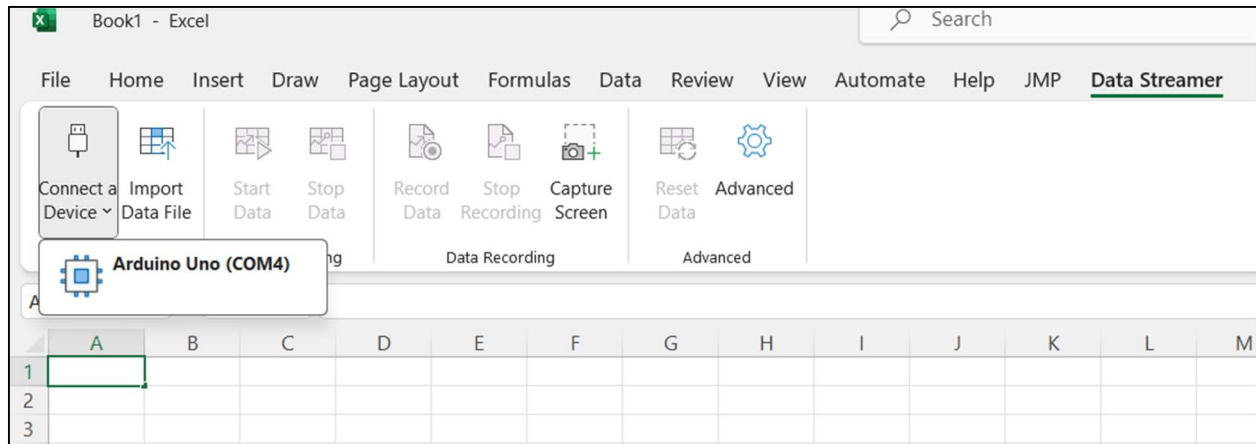 Book1 - Excel
Search
File Home Insert Draw Page Layout Formulas Data Review View Automate Help JMP Data Streamer
Connect a Import Start Stop Record Stop Capture Reset Advanced
Device Data File Data Data Data Recording Screen Data
ng Data Recording Advanced
Arduino Uno (COM4)
A
A B C D E F G H I J K L M
1
2
3